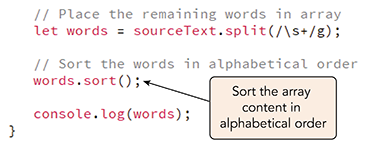 // Place the remaining words in array
let words = sourceText.split(/\s+/g);
// Sort the words in alphabetical order
words.sort();
console.log(words);
}
Sort the array
content in
alphabetical order